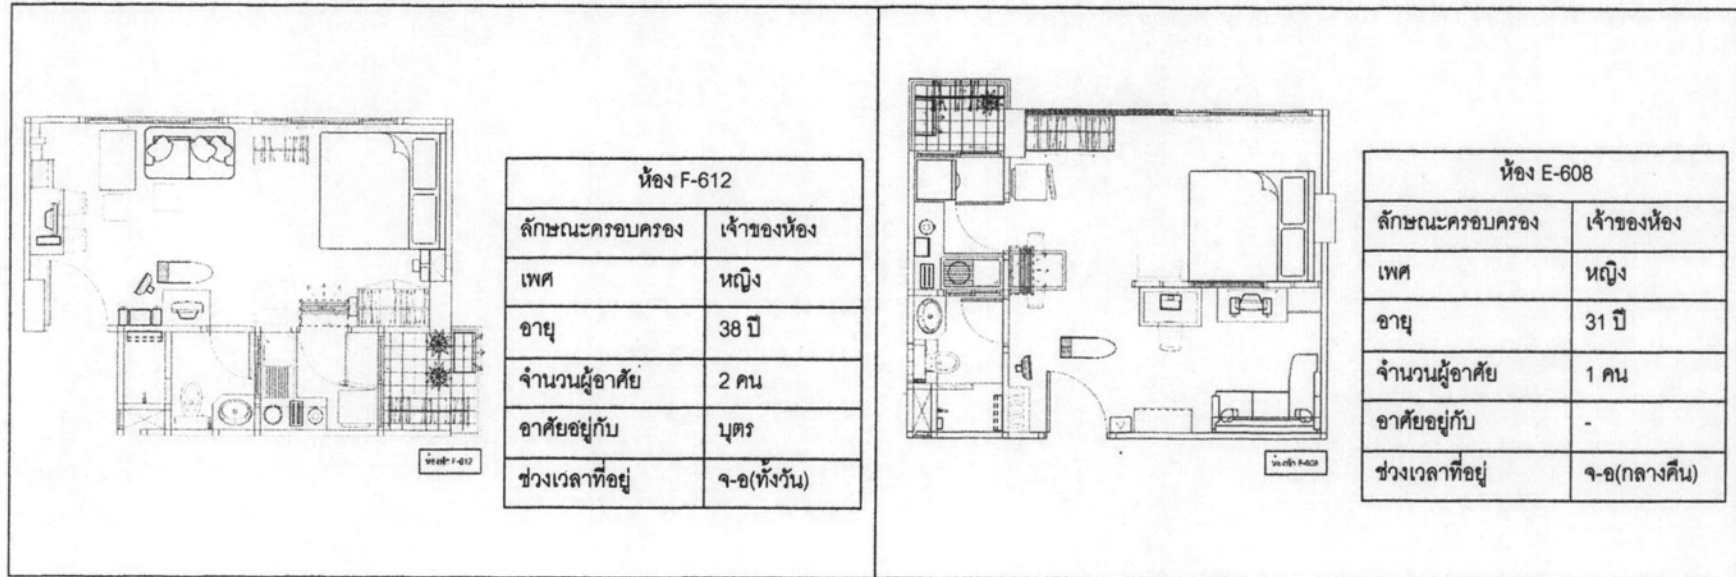 ห้อง F-612
ลักษณะครอบครอง เจ้าของห้อง
เพศ หญิง
อายุ 38 ปี
จำนวนผู้อาศัย 2 คน
อาศัยอยู่กับ บุตร
ช่วงเวลาที่อยู่ จ-อ(ทั้งวัน)
ห้องพัก F-612
ห้อง E-608
ลักษณะครอบครอง เจ้าของห้อง
เพศ หญิง
อายุ 31 ปี
จำนวนผู้อาศัย 1 คน
อาศัยอยู่กับ -
ช่วงเวลาที่อยู่ จ-อ(กลางคืน)